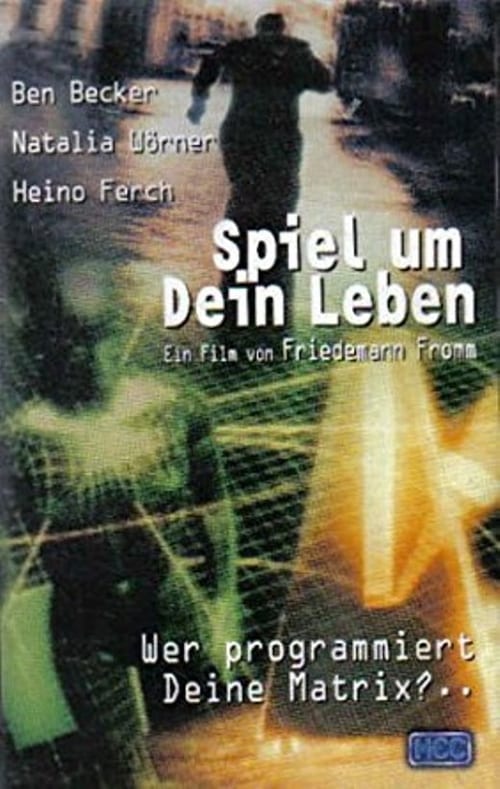 Ben Becker
Natalia Wörner
Heino Ferch
Spiel um
Dein Leben
Ein Film von Friedemann Fromm
Wer programmiert
Deine Matrix?..
MCC